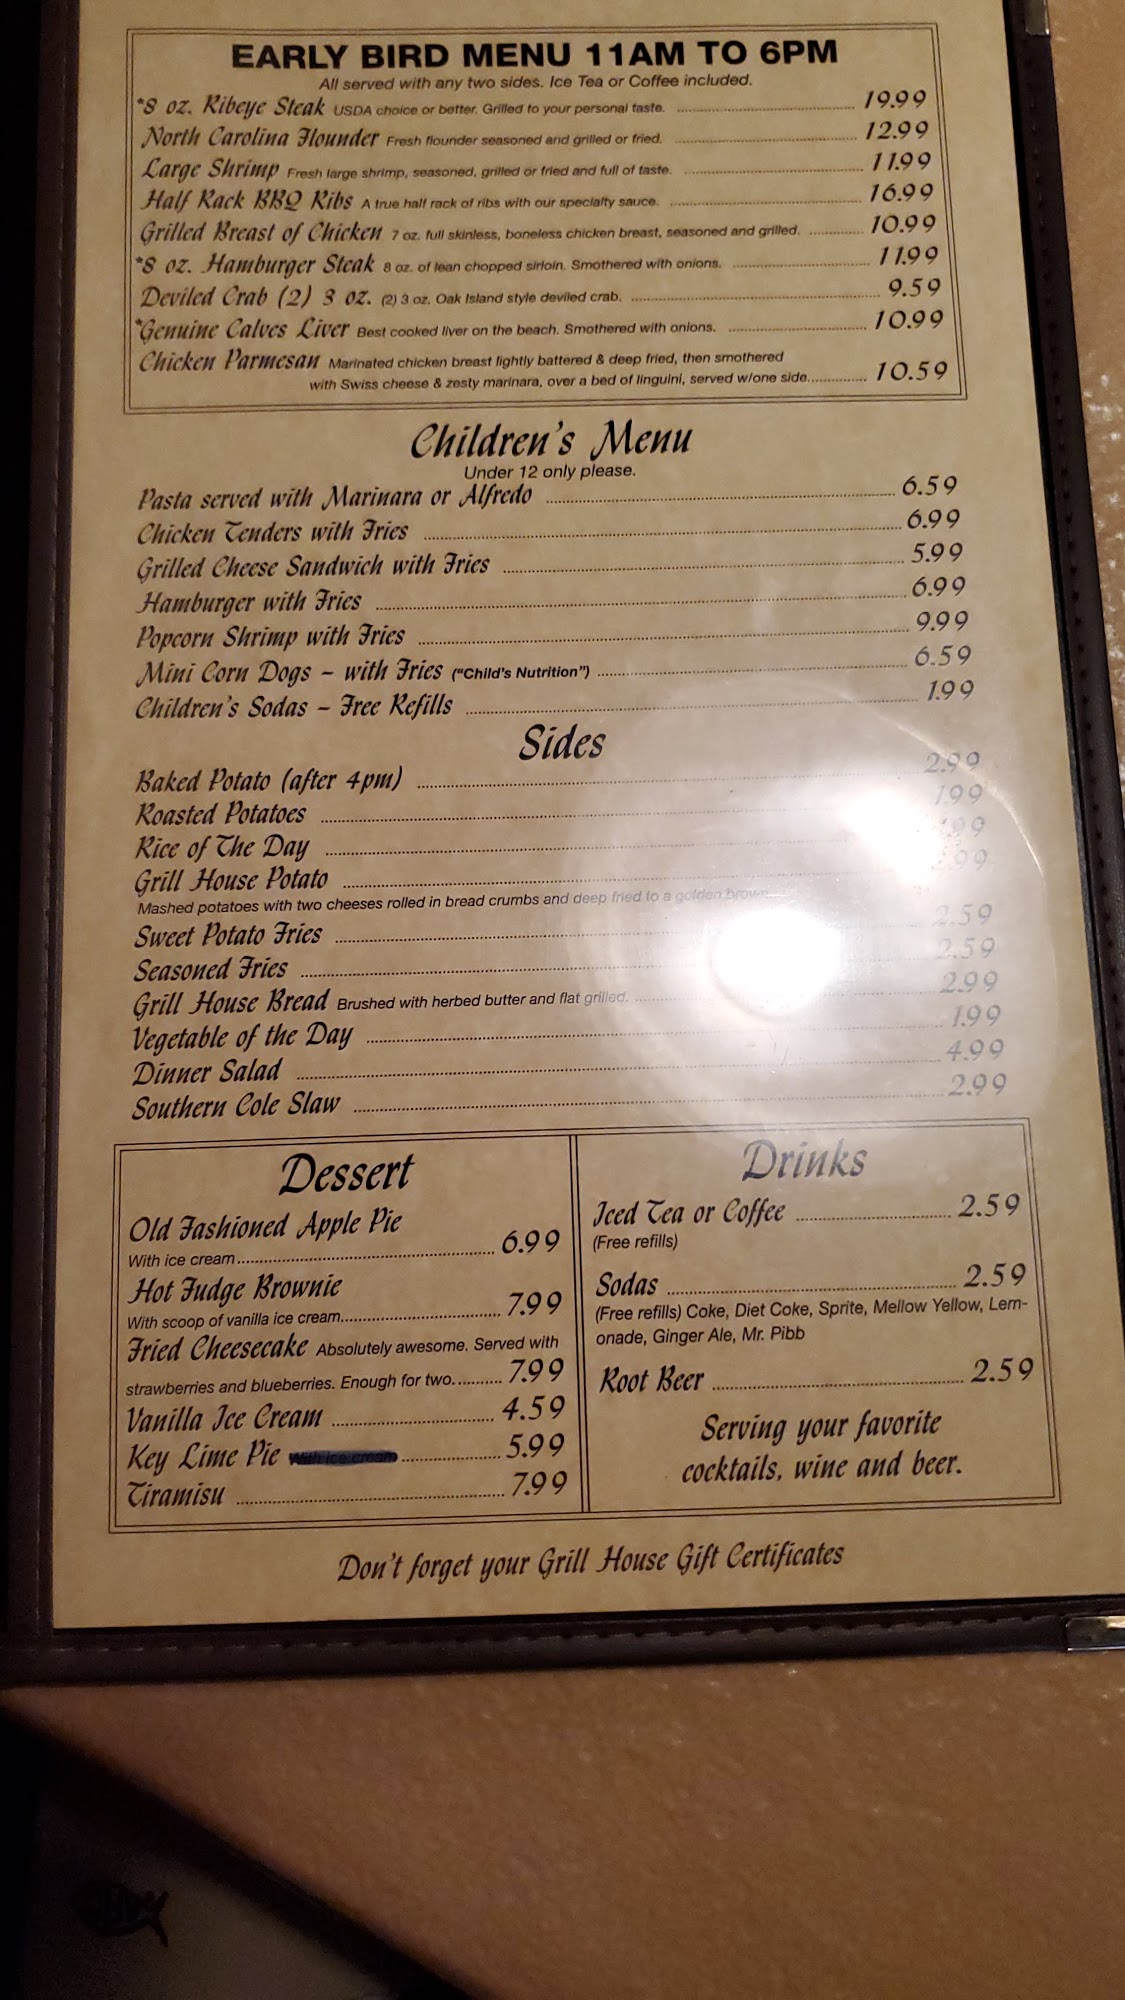 EARLY BIRD MENU 11AM TO 6PM
All served with any two sides. Ice Tea or Coffee included.
*8 oz. Ribeye Steak USDA choice or better. Grilled to your personal taste. 19.99
North Carolina Flounder Fresh flounder seasoned and grilled or fried. 12.99
Large Shrimp Fresh large shrimp, seasoned, grilled or fried and full of taste. 11.99
Half Rack BBQ Ribs A true half rack of ribs with our specialty sauce. 16.99
Grilled Breast of Chicken 7 oz. full skinless, boneless chicken breast, seasoned and grilled. 10.99
*8 oz. Hamburger Steak 8 oz. of lean chopped sirloin. Smothered with onions. 11.99
Deviled Crab (2) 3 oz. (2) 3 oz. Oak Island style deviled crab. 9.59
*Genuine Calves Liver Best cooked liver on the beach. Smothered with onions. 10.99
Chicken Parmesan Marinated chicken breast lightly battered & deep fried, then smothered
with Swiss cheese & zesty marinara, over a bed of linguini, served w/one side. 10.59
Children's Menu
Under 12 only please.
Pasta served with Marinara or Alfredo 6.59
Chicken Tenders with Fries 6.99
Grilled Cheese Sandwich with Fries 5.99
Hamburger with Fries 6.99
Popcorn Shrimp with Fries 9.99
Mini Corn Dogs – with Fries ("Child's Nutrition") 6.59
Children's Sodas – Free Refills 1.99
Sides
Baked Potato (after 4pm) 2.99
Roasted Potatoes 1.99
Rice of The Day
Grill House Potato
Mashed potatoes with two cheeses rolled in bread crumbs and deep fried to a golden brown
Sweet Potato Fries 2.59
Seasoned Fries 2.59
Grill House Bread Brushed with herbed butter and flat grilled. 2.99
Vegetable of the Day 1.99
Dinner Salad 4.99
Southern Cole Slaw 2.99
Dessert
Old Fashioned Apple Pie
With ice cream 6.99
Hot Fudge Brownie
With scoop of vanilla ice cream 7.99
Fried Cheesecake Absolutely awesome. Served with
strawberries and blueberries. Enough for two. 7.99
Vanilla Ice Cream 4.59
Key Lime Pie With ice cream 5.99
Tiramisu 7.99
Drinks
Iced Tea or Coffee 2.59
(Free refills)
Sodas 2.59
(Free refills) Coke, Diet Coke, Sprite, Mellow Yellow, Lem-
onade, Ginger Ale, Mr. Pibb
Root Beer 2.59
Serving your favorite
cocktails, wine and beer.
Don't forget your Grill House Gift Certificates